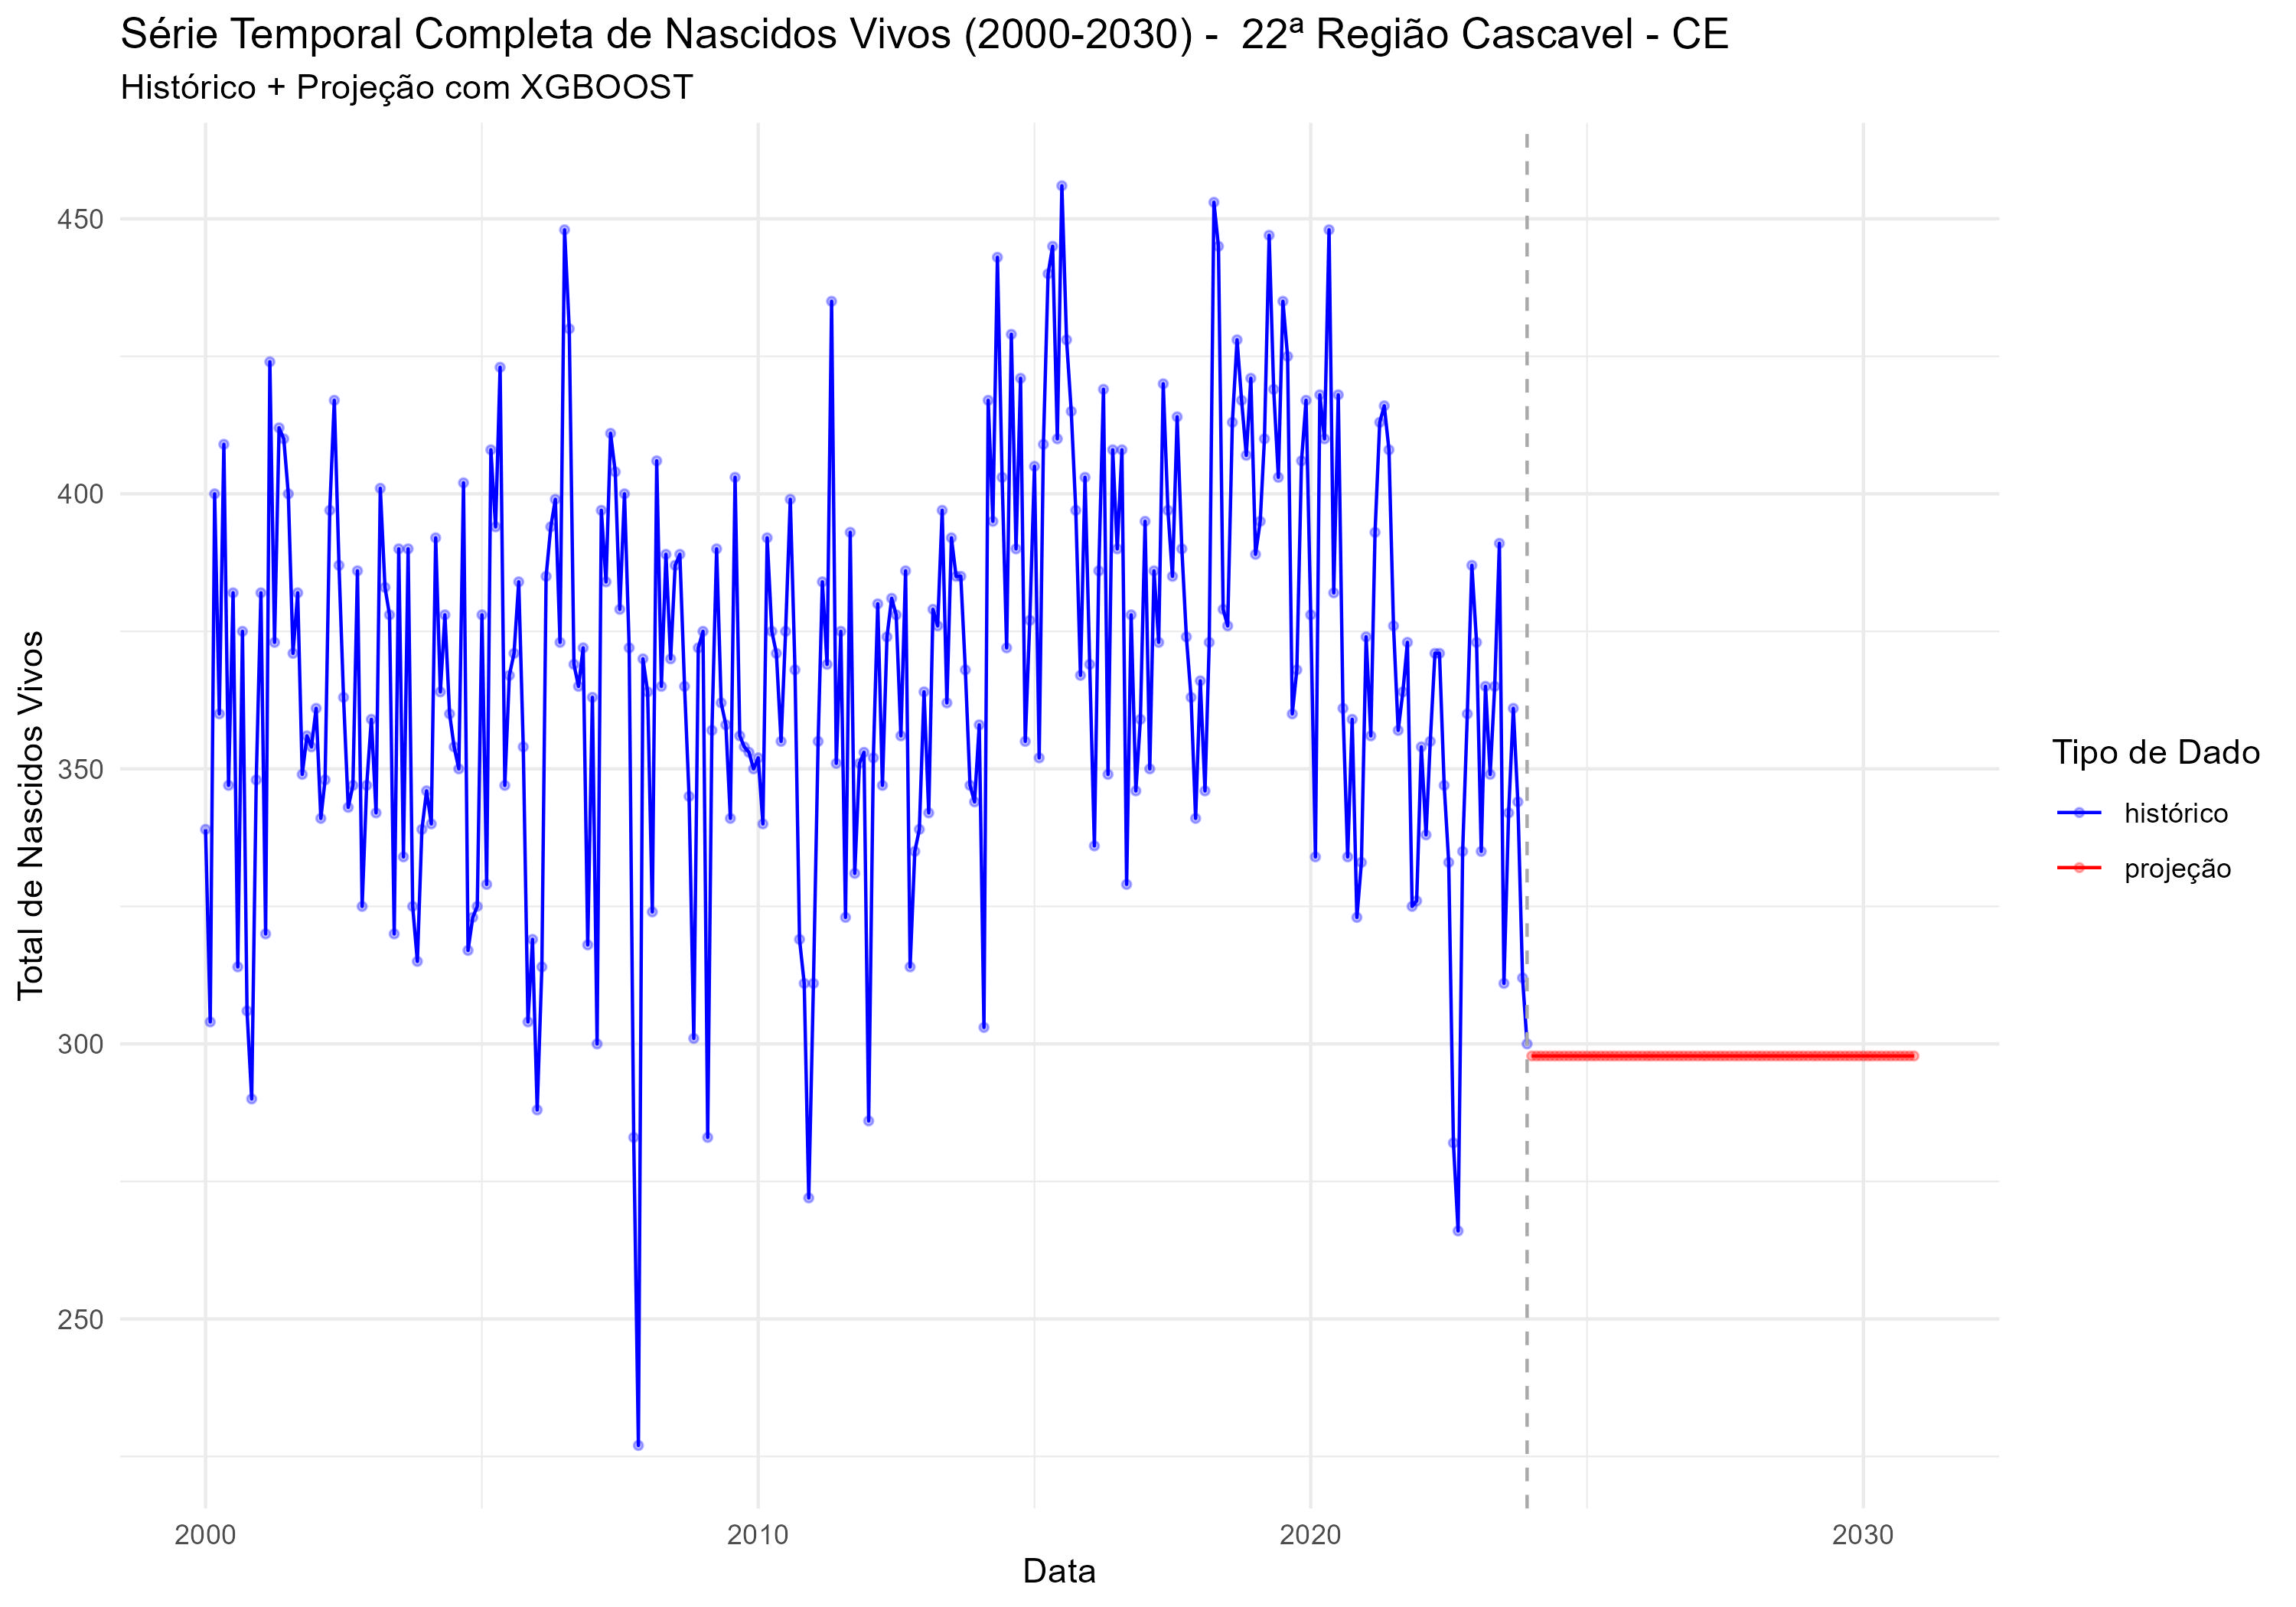 Série Temporal Completa de Nascidos Vivos (2000-2030) -  22ª Região Cascavel - CE
Histórico + Projeção com XGBOOST
Total de Nascidos Vivos
450
400
350
300
250
2000
2010
2020
2030
Data
Tipo de Dado
histórico
projeção